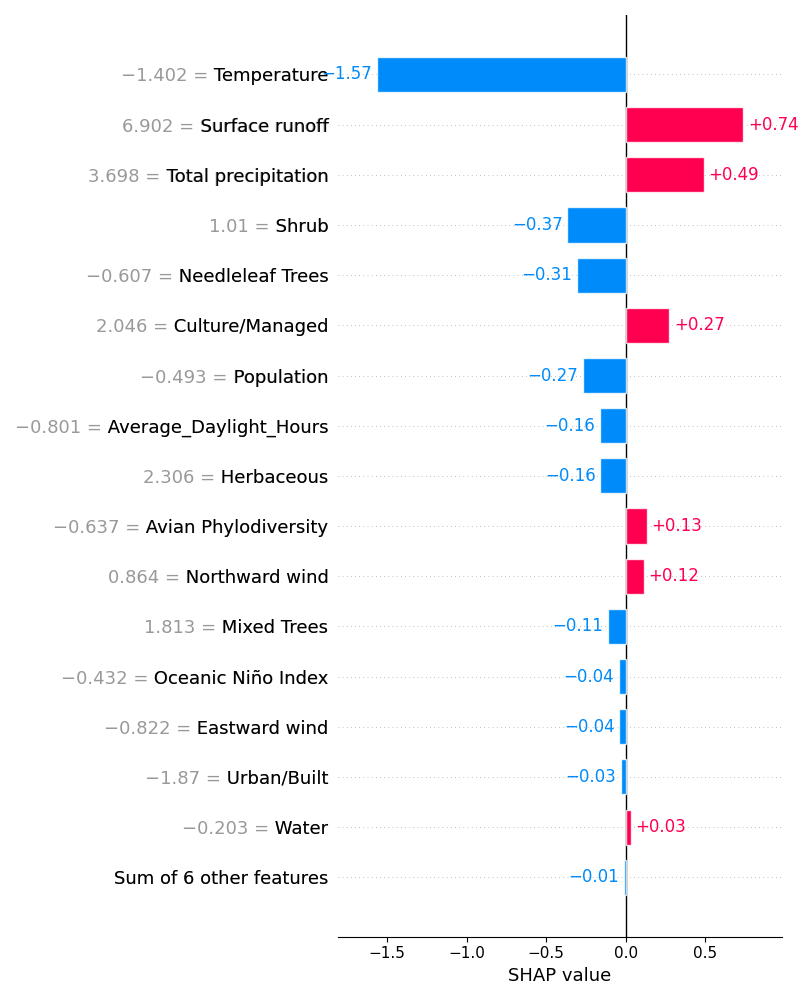 −1.402 = Temperature −1.57
6.902 = Surface runoff +0.74
3.698 = Total precipitation +0.49
1.01 = Shrub −0.37
−0.607 = Needleleaf Trees −0.31
2.046 = Culture/Managed +0.27
−0.493 = Population −0.27
−0.801 = Average_Daylight_Hours −0.16
2.306 = Herbaceous −0.16
−0.637 = Avian Phylodiversity +0.13
0.864 = Northward wind +0.12
1.813 = Mixed Trees −0.11
−0.432 = Oceanic Niño Index −0.04
−0.822 = Eastward wind −0.04
−1.87 = Urban/Built −0.03
−0.203 = Water +0.03
Sum of 6 other features −0.01
−1.5 −1.0 −0.5 0.0 0.5
SHAP value